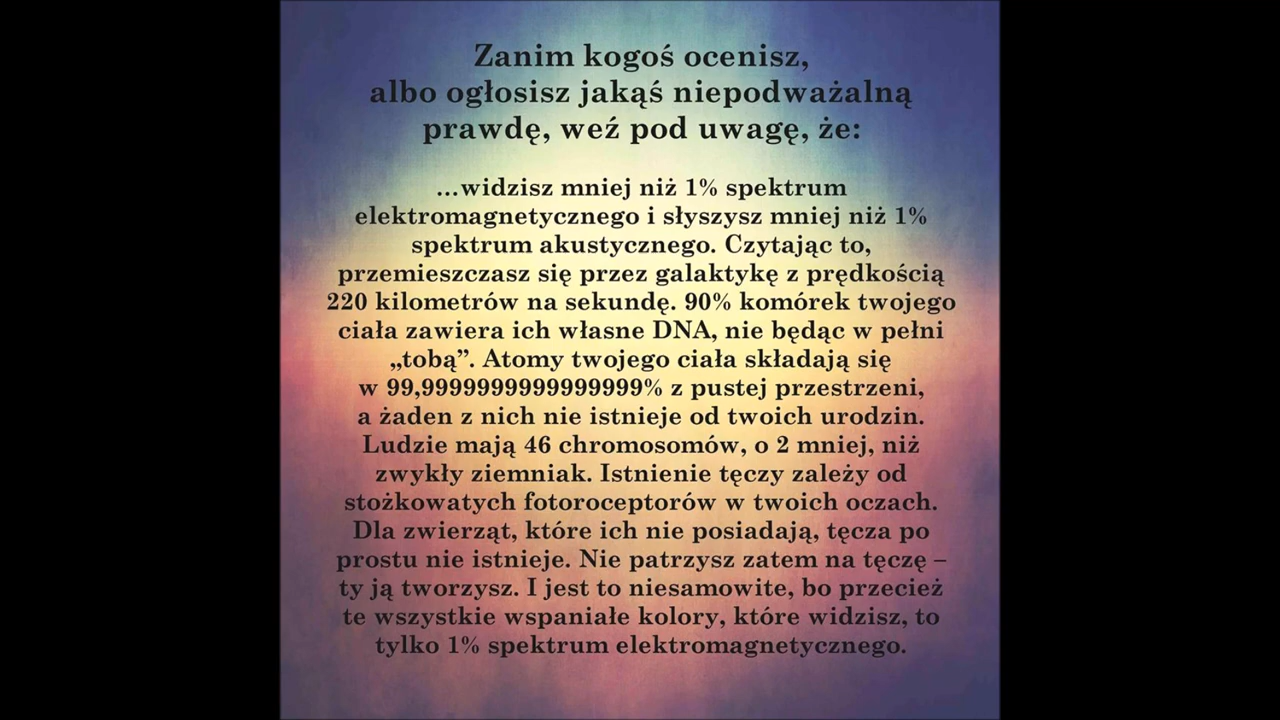 Zanim kogoś ocenisz,
albo ogłosisz jakąś niepodważalną
prawdę, weź pod uwagę, że:
...widzisz mniej niż 1% spektrum
elektromagnetycznego i słyszysz mniej niż 1%
spektrum akustycznego. Czytając to,
przemieszczasz się przez galaktykę z prędkością
220 kilometrów na sekundę. 90% komórek twojego
ciała zawiera ich własne DNA, nie będąc w pełni
„tobą”. Atomy twojego ciała składają się
w 99,9999999999999999% z pustej przestrzeni,
a żaden z nich nie istnieje od twoich urodzin.
Ludzie mają 46 chromosomów, o 2 mniej, niż
zwykły ziemniak. Istnienie tęczy zależy od
stożkowatych fotoroceptorów w twoich oczach.
Dla zwierząt, które ich nie posiadają, tęcza po
prostu nie istnieje. Nie patrzysz zatem na tęczę –
ty ją tworzysz. I jest to niesamowite, bo przecież
te wszystkie wspaniałe kolory, które widzisz, to
tylko 1% spektrum elektromagnetycznego.